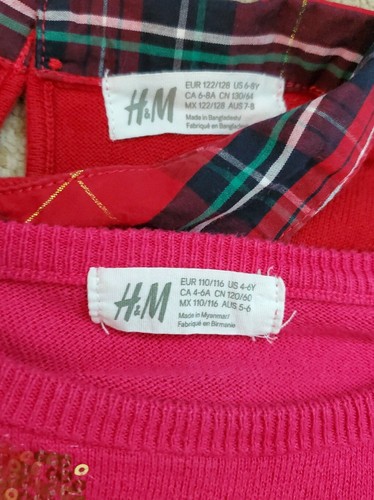 H&M
EUR 122/128 US 6-8Y
CA 6-8A CN 130/64
MX 122/128 AUS 7-8
Made in Bangladesh/
Fabriqué en Bangladesh
H&M
EUR 110/116 US 4-6Y
CA 4-6A CN 120/60
MX 110/116 AUS 5-6
Made in Myanmar/
Fabriqué en Birmanie